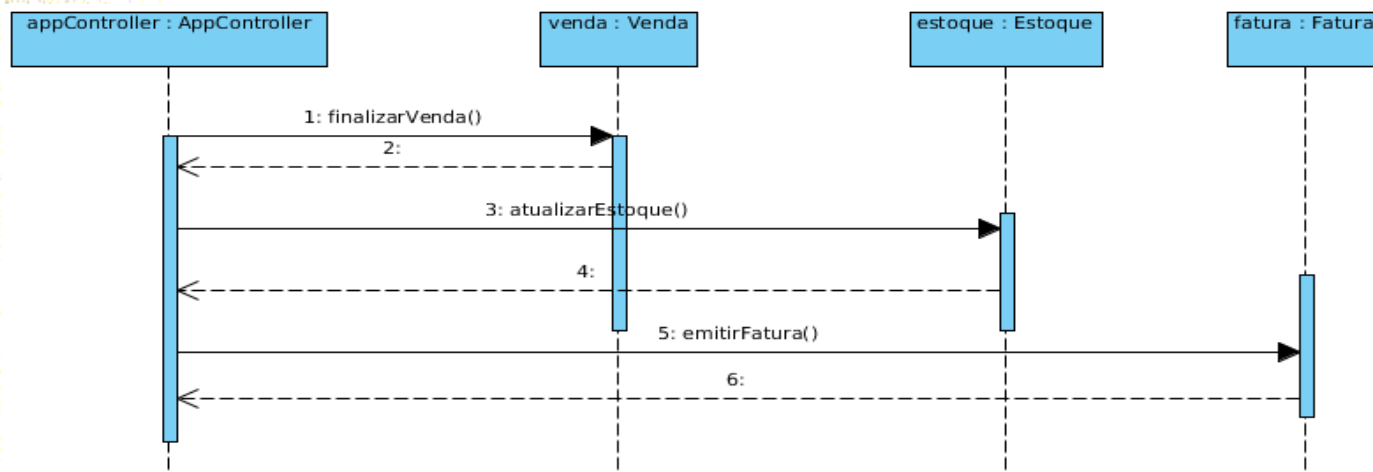 appController : AppController
venda : Venda
estoque : Estoque
fatura : Fatura
1: finalizarVenda()
2:
3: atualizarEstoque()
4:
5: emitirFatura()
6: